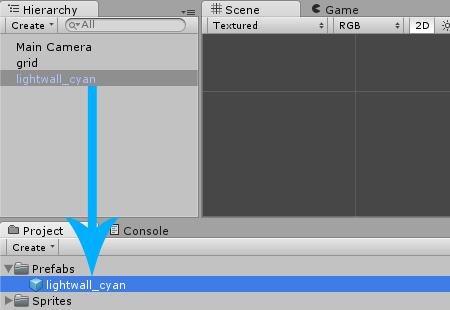 Hierarchy
Create
All
Main Camera
grid
lightwall_cyan
Scene
Game
Textured
RGB
2D
Project
Console
Create
Prefabs
lightwall_cyan
Sprites